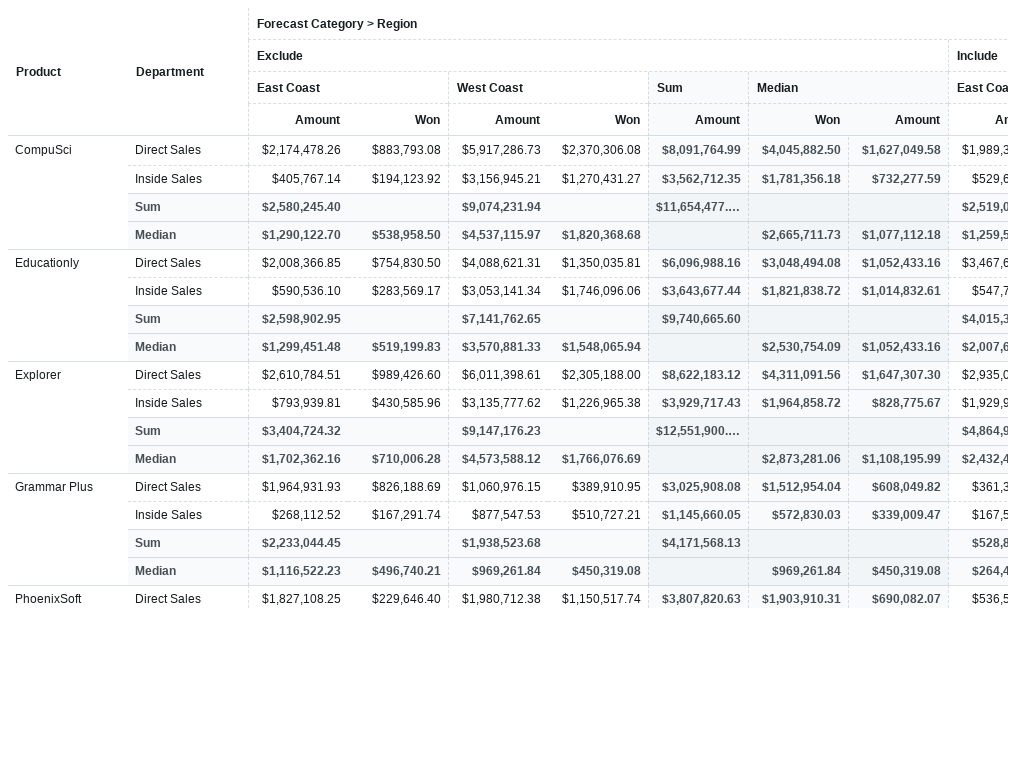 Forecast Category > Region
Exclude Include
Product Department
East Coast West Coast Sum Median East Coa
Amount Won Amount Won Amount Won Amount Ar
CompuSci Direct Sales $2,174,478.26 $883,793.08 $5,917,286.73 $2,370,306.08 $8,091,764.99 $4,045,882.50 $1,627,049.58 $1,989,3
Inside Sales $405,767.14 $194,123.92 $3,156,945.21 $1,270,431.27 $3,562,712.35 $1,781,356.18 $732,277.59 $529,6
Sum $2,580,245.40 $9,074,231.94 $11,654,477.... $2,519,0
Median $1,290,122.70 $538,958.50 $4,537,115.97 $1,820,368.68 $2,665,711.73 $1,077,112.18 $1,259,5
Educationly Direct Sales $2,008,366.85 $754,830.50 $4,088,621.31 $1,350,035.81 $6,096,988.16 $3,048,494.08 $1,052,433.16 $3,467,6
Inside Sales $590,536.10 $283,569.17 $3,053,141.34 $1,746,096.06 $3,643,677.44 $1,821,838.72 $1,014,832.61 $547,7
Sum $2,598,902.95 $7,141,762.65 $9,740,665.60 $4,015,3
Median $1,299,451.48 $519,199.83 $3,570,881.33 $1,548,065.94 $2,530,754.09 $1,052,433.16 $2,007,6
Explorer Direct Sales $2,610,784.51 $989,426.60 $6,011,398.61 $2,305,188.00 $8,622,183.12 $4,311,091.56 $1,647,307.30 $2,935,0
Inside Sales $793,939.81 $430,585.96 $3,135,777.62 $1,226,965.38 $3,929,717.43 $1,964,858.72 $828,775.67 $1,929,9
Sum $3,404,724.32 $9,147,176.23 $12,551,900.... $4,864,9
Median $1,702,362.16 $710,006.28 $4,573,588.12 $1,766,076.69 $2,873,281.06 $1,108,195.99 $2,432,4
Grammar Plus Direct Sales $1,964,931.93 $826,188.69 $1,060,976.15 $389,910.95 $3,025,908.08 $1,512,954.04 $608,049.82 $361,3
Inside Sales $268,112.52 $167,291.74 $877,547.53 $510,727.21 $1,145,660.05 $572,830.03 $339,009.47 $167,5
Sum $2,233,044.45 $1,938,523.68 $4,171,568.13 $528,8
Median $1,116,522.23 $496,740.21 $969,261.84 $450,319.08 $969,261.84 $450,319.08 $264,4
PhoenixSoft Direct Sales $1,827,108.25 $229,646.40 $1,980,712.38 $1,150,517.74 $3,807,820.63 $1,903,910.31 $690,082.07 $536,5